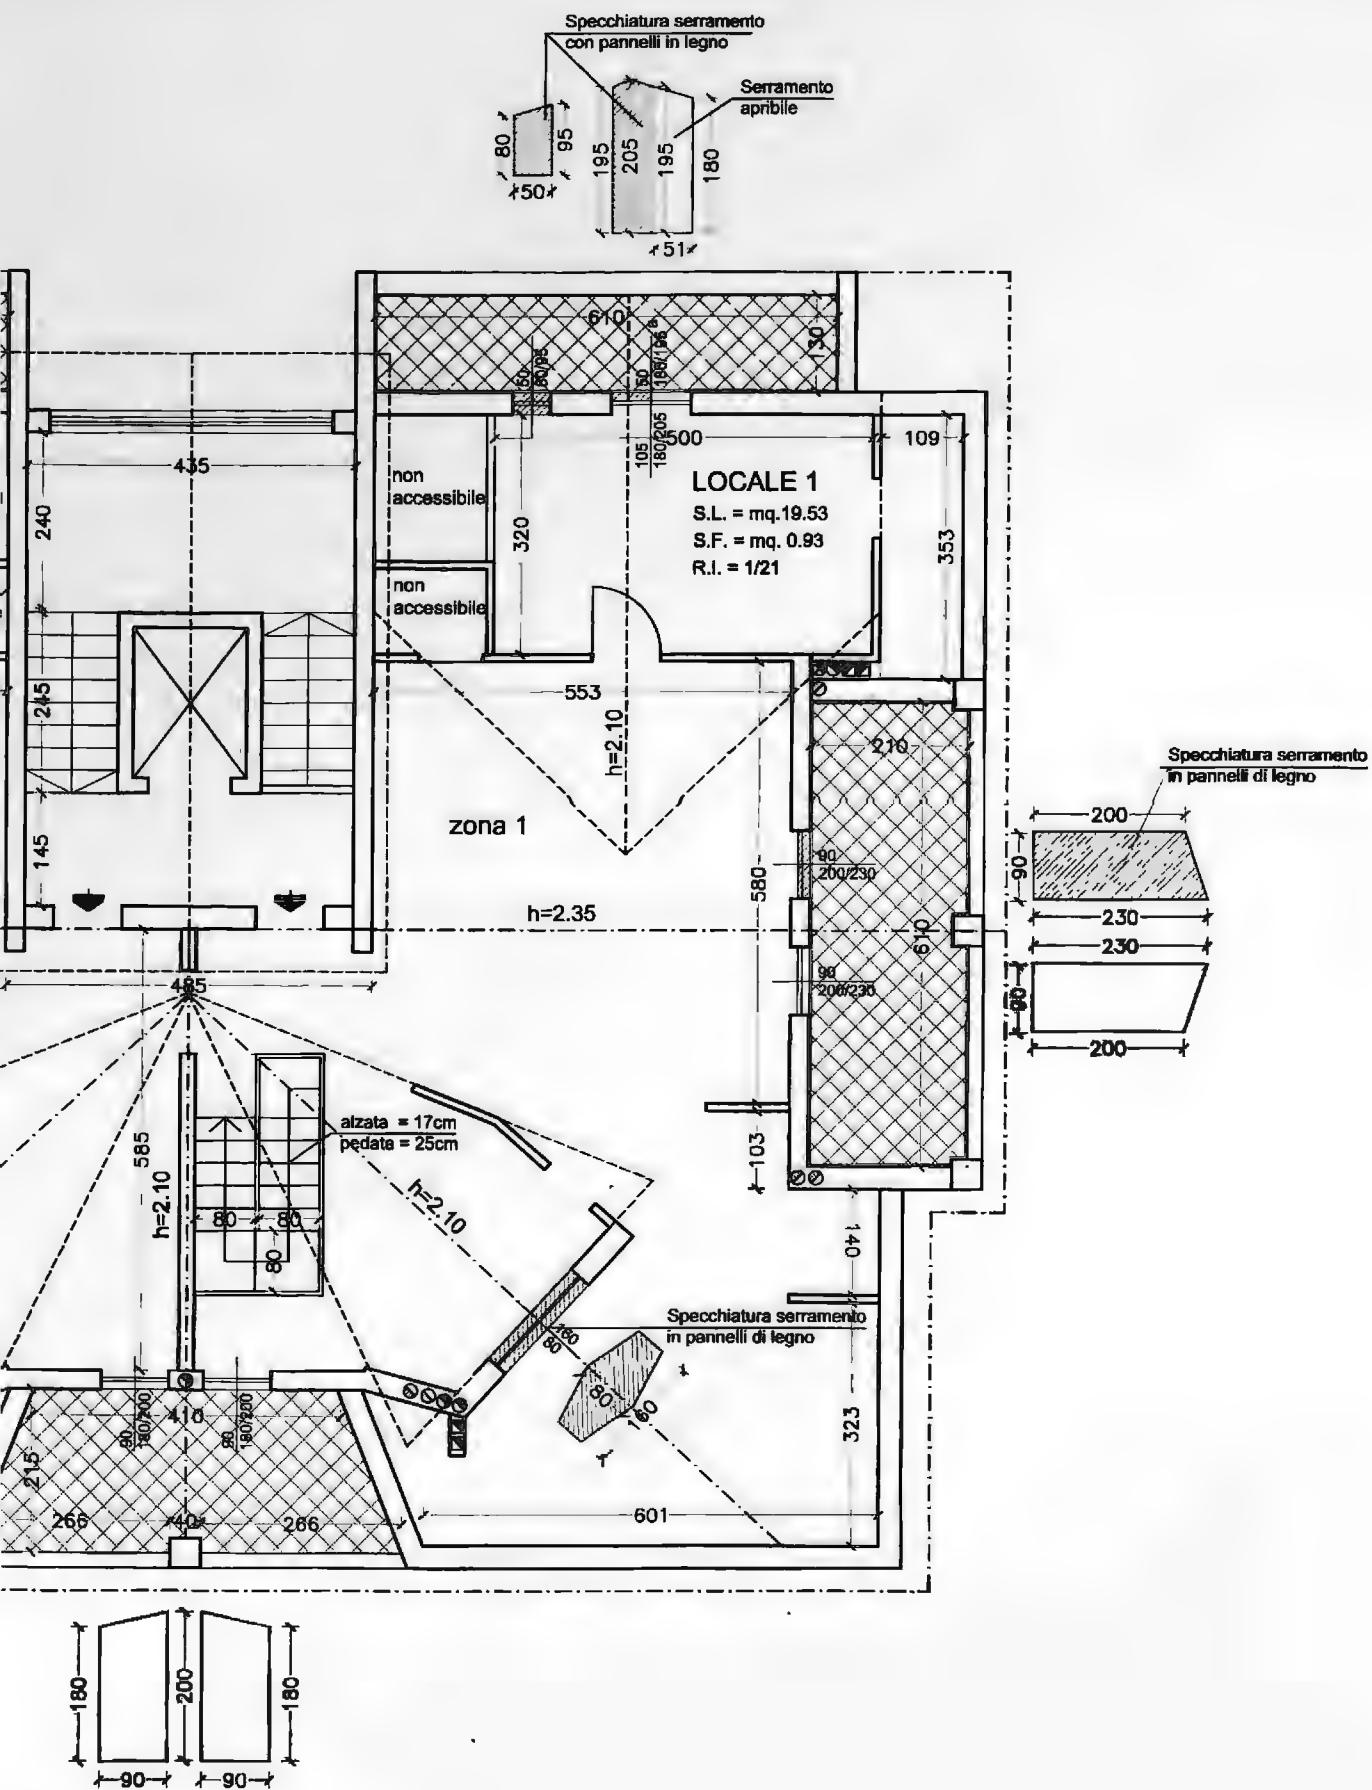 Specchiatura serramento
con pannelli in legno
Serramento
apribile
80
95
50
195
205
195
180
51
610
130
50
80/95
50
105
180/205
500
109
435
240
non
accessibile
LOCALE 1
S.L. = mq.19.53
S.F. = mq. 0.93
R.I. = 1/21
320
353
non
accessibile
245
553
h=2.10
210
Specchiatura serramento
in pannelli di legno
200
90
230
230
90
200
zona 1
145
580
90
200/230
h=2.35
610
90
200/230
485
alzata = 17cm
pedata = 25cm
585
h=2.10
103
80
80
80
h=2.10
140
Specchiatura serramento
in pannelli di legno
160
80
80
60
323
410
90
180/200
90
180/200
215
266
40
266
601
180
200
180
90
90